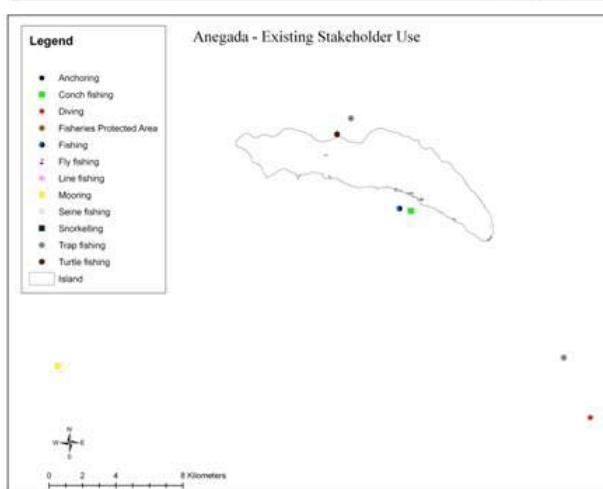 Anegada - Existing Stakeholder Use
Legend
Anchoring
Conch fishing
Diving
Fisheries Protected Area
Fishing
Fly fishing
Line fishing
Mooring
Seine fishing
Snorkelling
Trap fishing
Turtle fishing
Island
N
W E
S
0 2 4 8 Kilometers